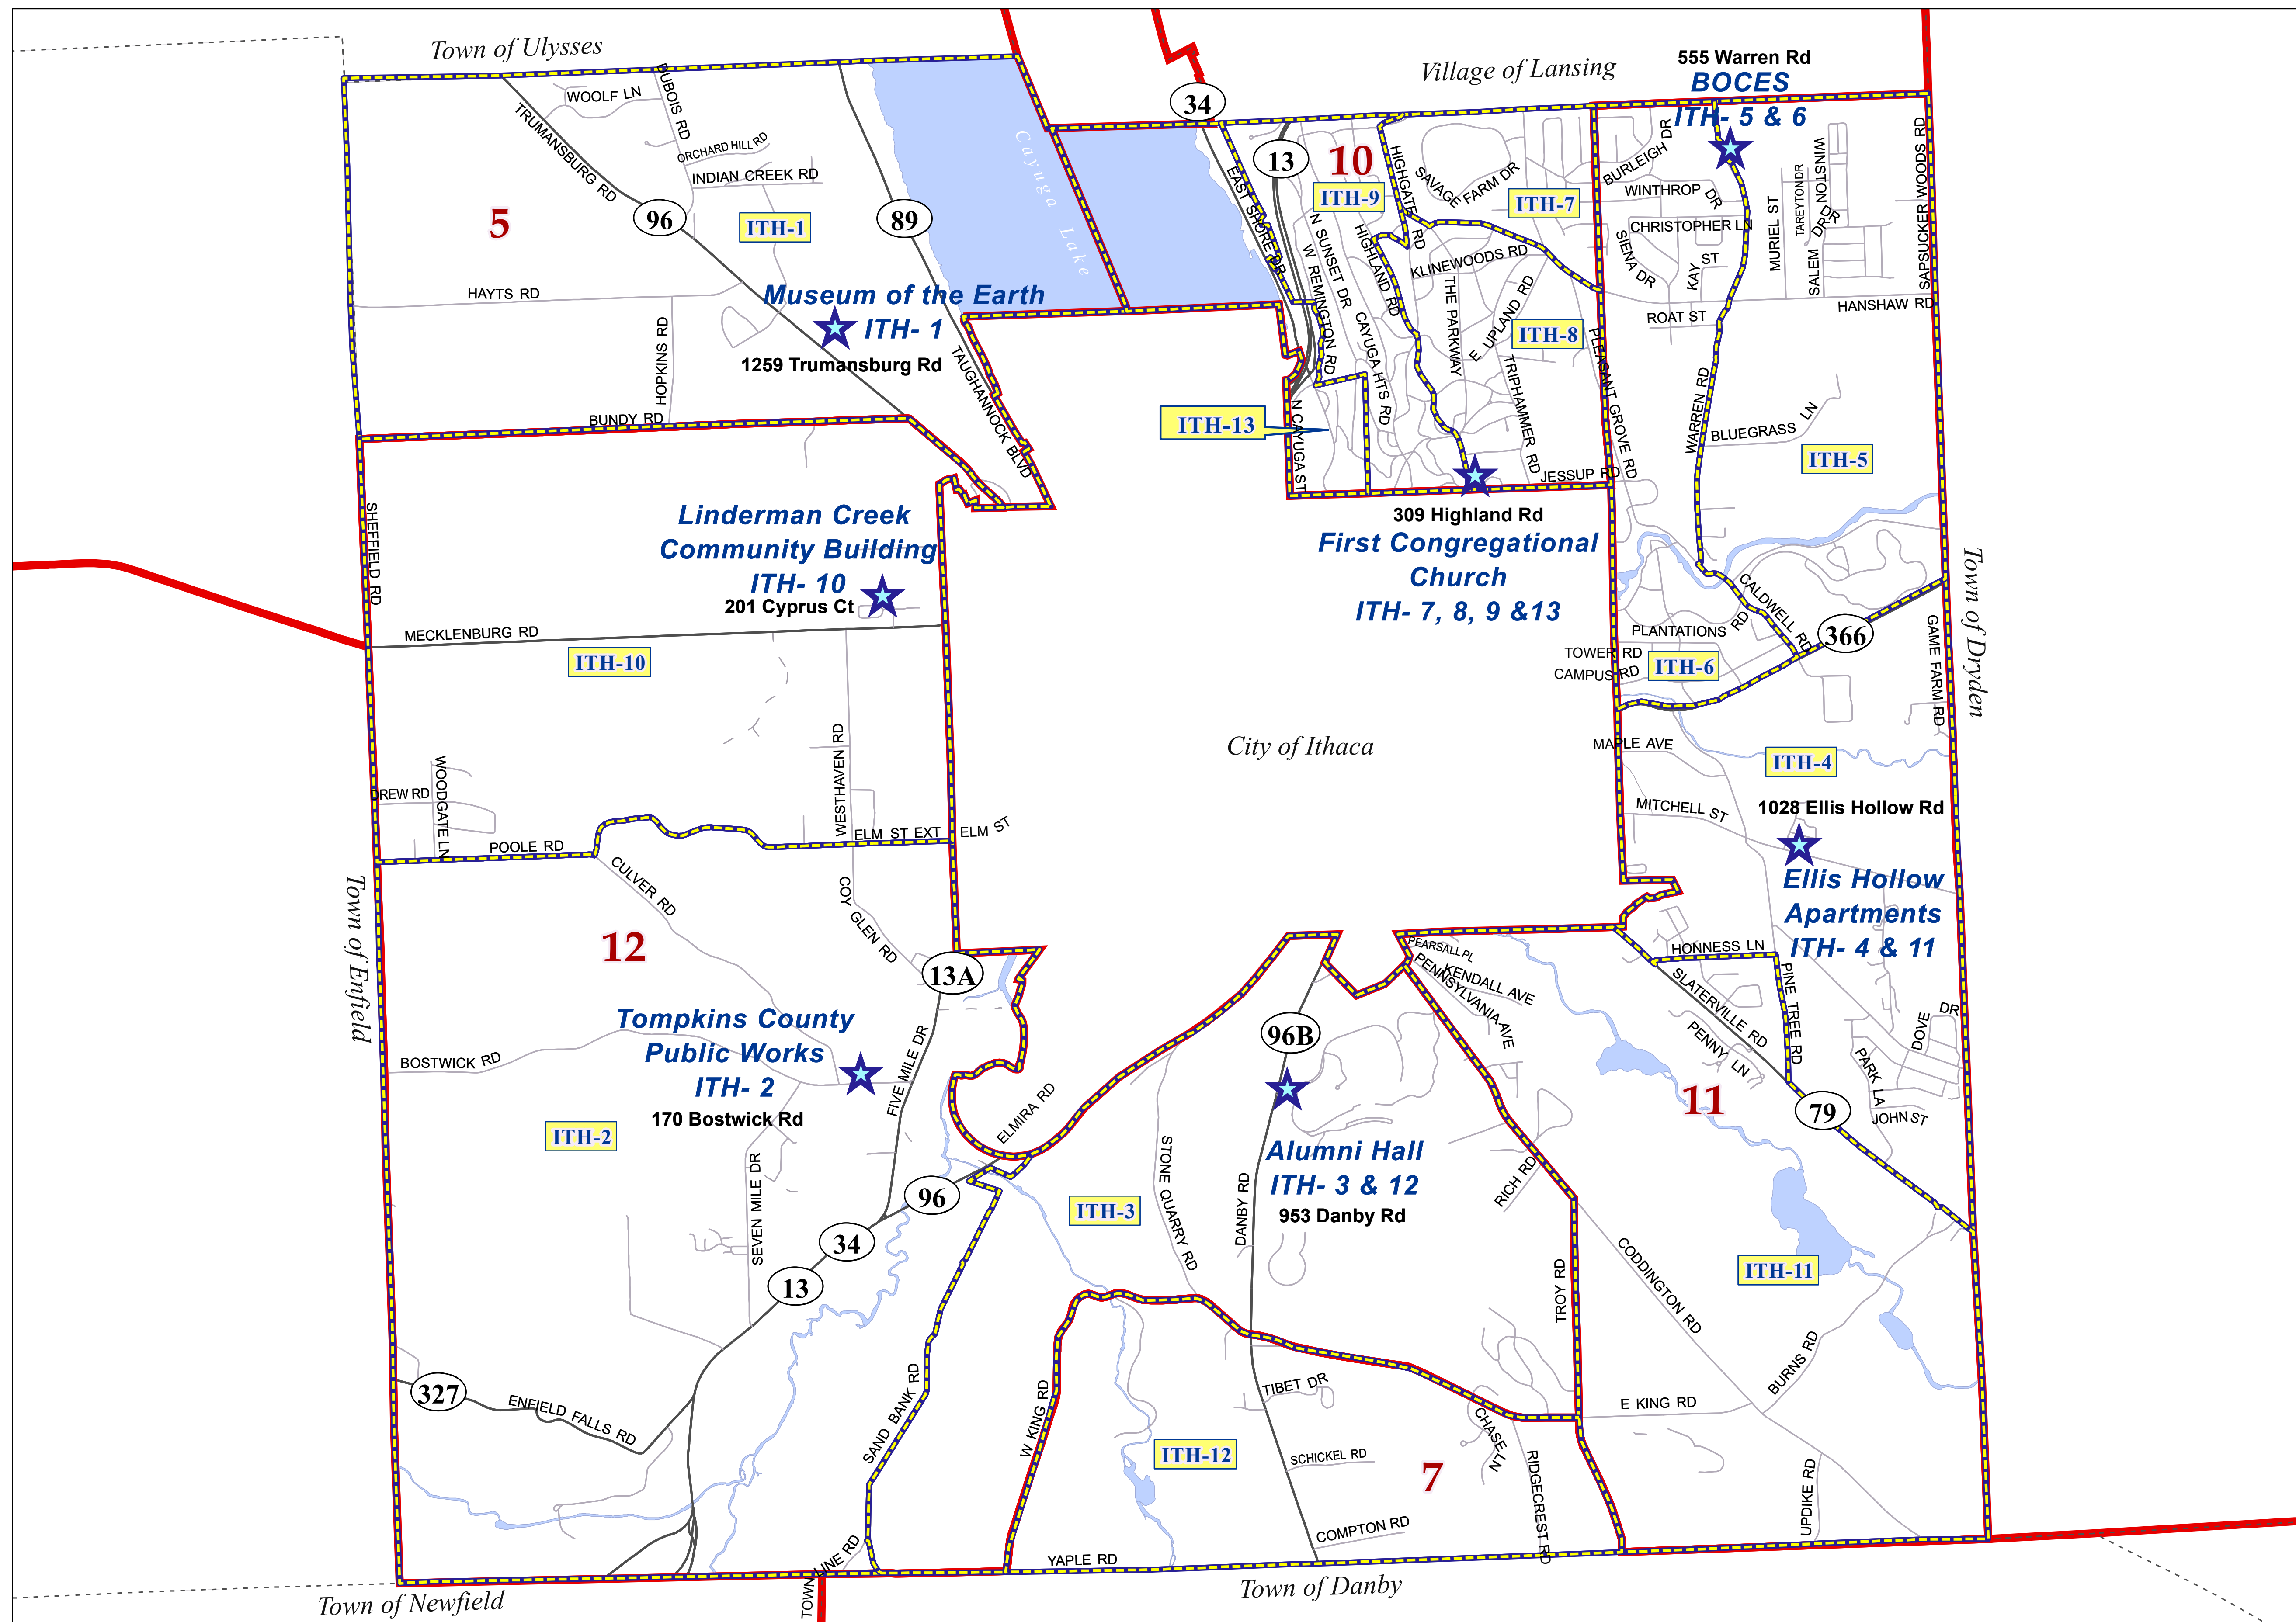 Town of Ulysses
Village of Lansing
555 Warren Rd
BOCES
ITH- 5 & 6
34
13
10
WOOLF LN
DUBOIS RD
TRUMANSBURG RD
ORCHARD HILL RD
INDIAN CREEK RD
5
96
ITH-1
89
Cayuga Lake
HAYTS RD
HOPKINS RD
Museum of the Earth
ITH- 1
1259 Trumansburg Rd
TAUGHANNOCK BLVD
BUNDY RD
EAST SHORE DR
ITH-9
N SUNSET DR
W REMINGTON RD
HIGHLAND RD
CAYUGA HTS RD
HIGHGATE RD
SAVAGE FARM DR
ITH-7
KLINEWOODS RD
THE PARKWAY
E UPLAND RD
ITH-8
TRIPHAMMER RD
PLEASANT GROVE RD
N CAYUGA ST
ITH-13
JESSUP RD
BURLEIGH DR
WINTHROP DR
CHRISTOPHER LN
SIENA DR
KAY ST
MURIEL ST
TAREYTON DR
WINSTON DR
SALEM DR
SAPSUCKER WOODS RD
HANSHAW RD
ROAT ST
WARREN RD
BLUEGRASS LN
ITH-5
309 Highland Rd
First Congregational
Church
ITH- 7, 8, 9 &13
SHEFFIELD RD
Linderman Creek
Community Building
ITH- 10
201 Cyprus Ct
MECKLENBURG RD
ITH-10
WESTHAVEN RD
DREW RD
WOODGATE LN
POOLE RD
ELM ST EXT
ELM ST
City of Ithaca
CALDWELL RD
PLANTATIONS RD
TOWER RD
CAMPUS RD
ITH-6
366
GAME FARM RD
Town of Dryden
MAPLE AVE
ITH-4
MITCHELL ST
1028 Ellis Hollow Rd
Ellis Hollow
Apartments
ITH- 4 & 11
Town of Enfield
CULVER RD
COY GLEN RD
12
13A
Tompkins County
Public Works
ITH- 2
170 Bostwick Rd
BOSTWICK RD
FIVE MILE DR
ITH-2
SEVEN MILE DR
ELMIRA RD
96
34
13
327
ENFIELD FALLS RD
SAND BANK RD
TOWN LINE RD
PEARSALL PL
KENDALL AVE
PENNSYLVANIA AVE
96B
Alumni Hall
ITH- 3 & 12
953 Danby Rd
STONE QUARRY RD
DANBY RD
ITH-3
RICH RD
TROY RD
HONNESS LN
SLATERVILLE RD
PINE TREE RD
PENNY LN
11
79
PARK LA
JOHN ST
DOVE DR
ITH-11
CODDINGTON RD
BURNS RD
E KING RD
UPDIKE RD
W KING RD
TIBET DR
CHASE LN
ITH-12
SCHICKEL RD
7
RIDGECREST RD
COMPTON RD
YAPLE RD
Town of Newfield
Town of Danby